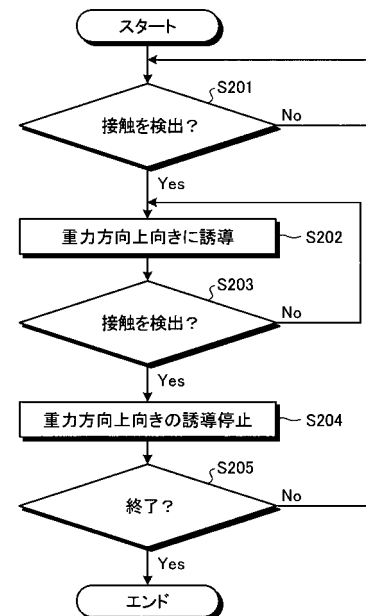 スタート
S201
接触を検出？
No
Yes
重力方向上向きに誘導
S202
S203
接触を検出？
No
Yes
重力方向上向きの誘導停止
S204
S205
終了？
No
Yes
エンド